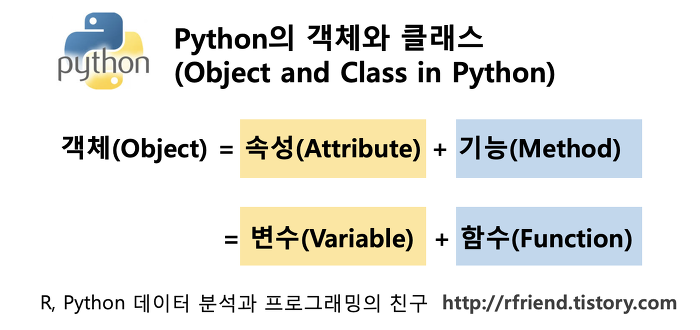 python
Python의 객체와 클래스
(Object and Class in Python)
객체(Object) = 속성(Attribute) + 기능(Method)
= 변수(Variable) + 함수(Function)
R, Python 데이터 분석과 프로그래밍의 친구 http://rfriend.tistory.com